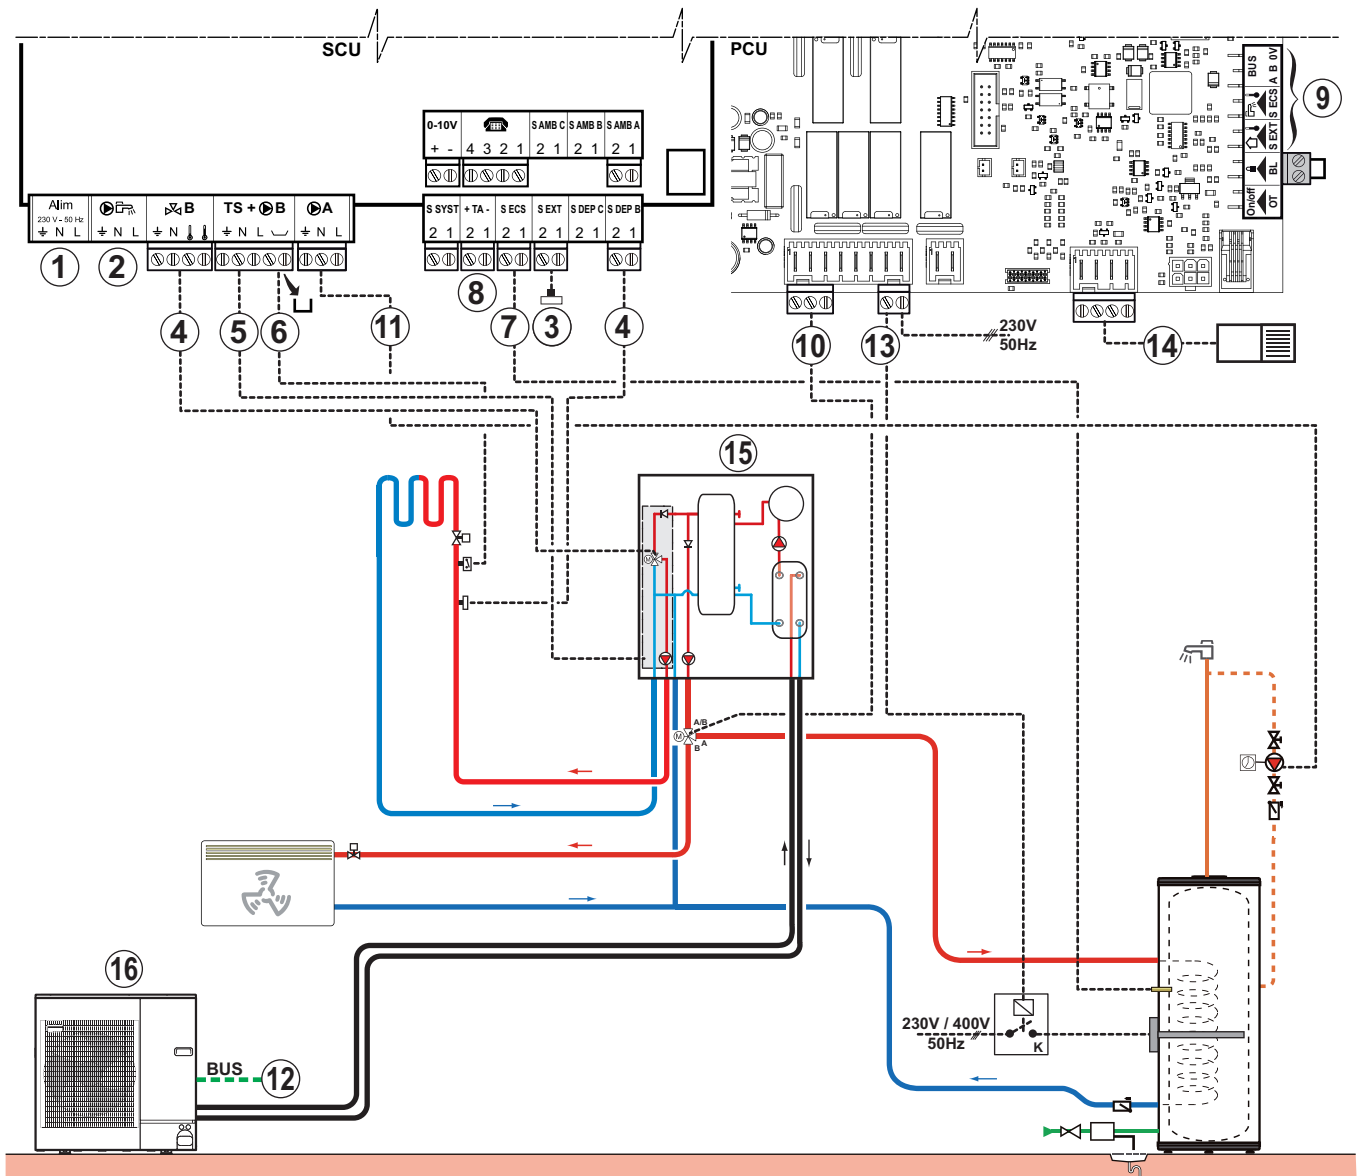 SCU
PCU
0-10V
S AMB C S AMB B S AMB A
+ - 4 3 2 1 2 1 2 1 2 1
Alim
230 V - 50 Hz
N L
N L
B
N
TS + B
N L
A
N L
S SYST + TA - S ECS S EXT S DEP C S DEP B
2 1 2 1 2 1 2 1 2 1 2 1
BUS
A B 0V
S ECS
S EXT
BL
On/off
OT
9
1
2
8
4
5
6
11
7
3
4
10
13
14
230V
50Hz
15
M
A/B
M
A
B
16
BUS
12
230V / 400V
50Hz
K